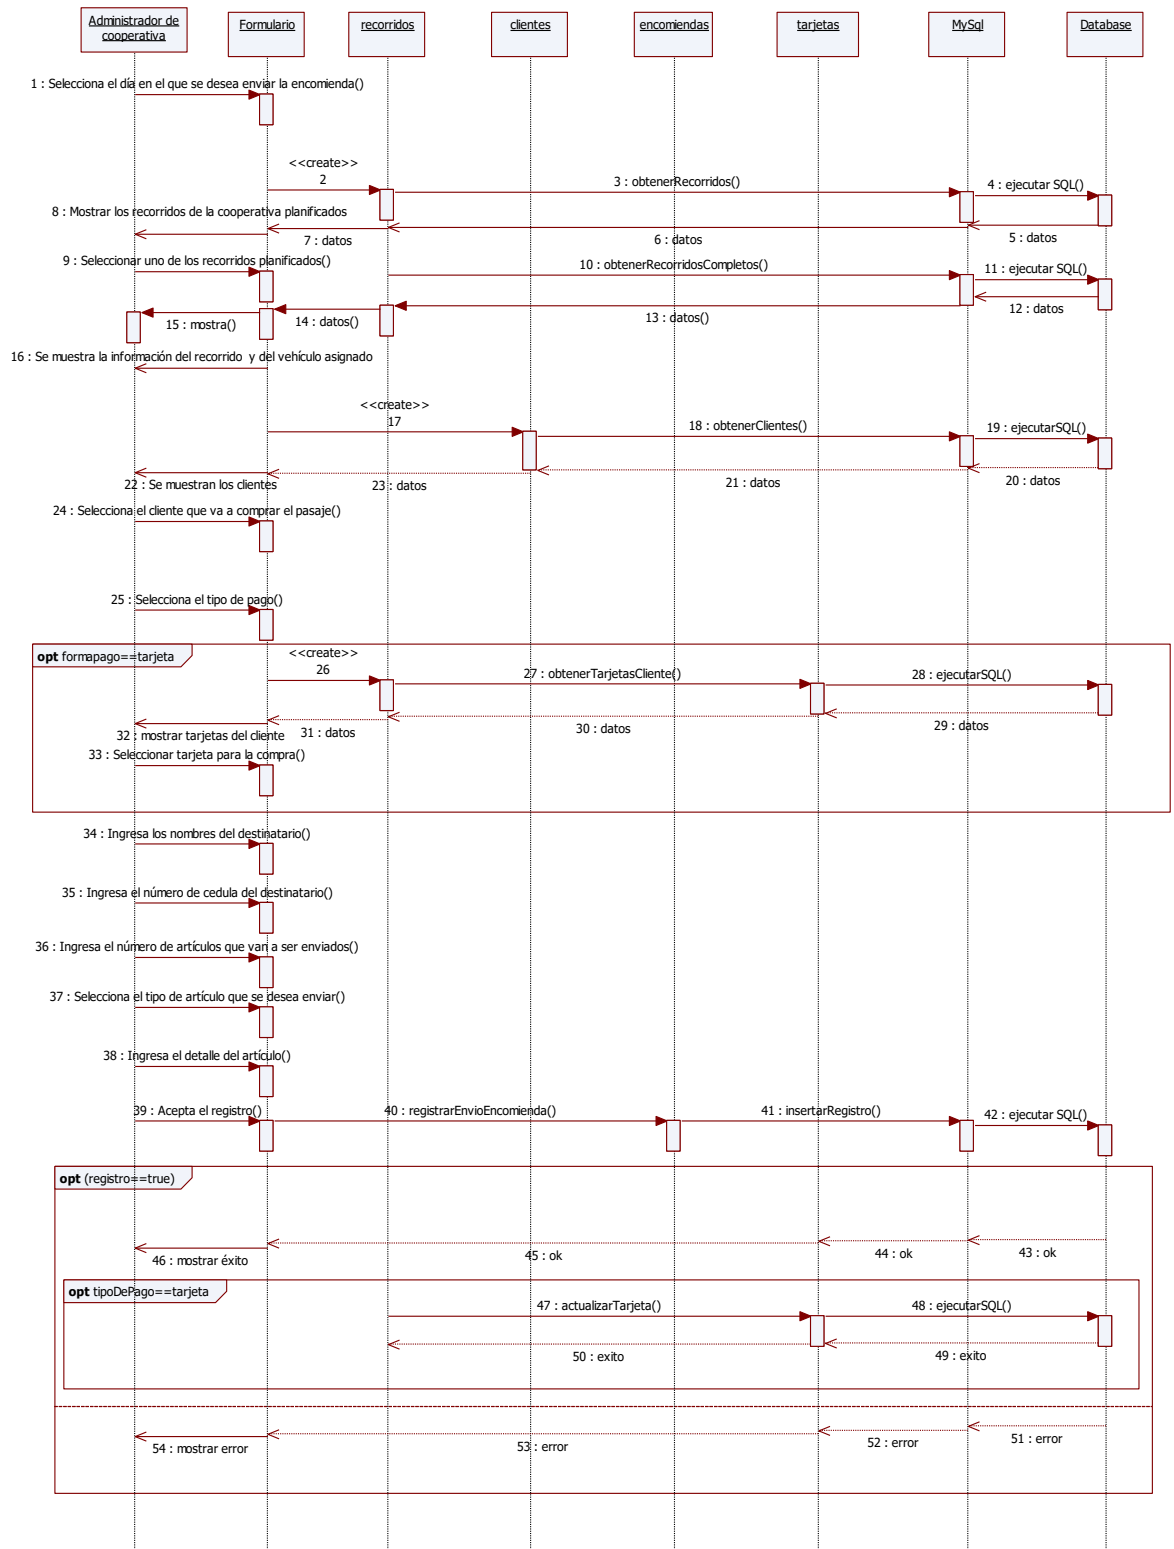 Administrador de
cooperativa
Formulario
recorridos
clientes
encomiendas
tarjetas
MySql
Database
1 : Selecciona el día en el que se desea enviar la encomienda()
<<create>>
2
3 : obtenerRecorridos()
4 : ejecutar SQL()
8 : Mostrar los recorridos de la cooperativa planificados
7 : datos
6 : datos
5 : datos
9 : Seleccionar uno de los recorridos planificados()
10 : obtenerRecorridosCompletos()
11 : ejecutar SQL()
12 : datos
13 : datos()
14 : datos()
15 : mostra()
16 : Se muestra la información del recorrido  y del vehículo asignado
<<create>>
17
18 : obtenerClientes()
19 : ejecutarSQL()
22 : Se muestran los clientes
23 : datos
21 : datos
20 : datos
24 : Selecciona el cliente que va a comprar el pasaje()
25 : Selecciona el tipo de pago()
opt formapago==tarjeta
<<create>>
26
27 : obtenerTarjetasCliente()
28 : ejecutarSQL()
32 : mostrar tarjetas del cliente
31 : datos
30 : datos
29 : datos
33 : Seleccionar tarjeta para la compra()
34 : Ingresa los nombres del destinatario()
35 : Ingresa el número de cedula del destinatario()
36 : Ingresa el número de artículos que van a ser enviados()
37 : Selecciona el tipo de artículo que se desea enviar()
38 : Ingresa el detalle del artículo()
39 : Acepta el registro()
40 : registrarEnvioEncomienda()
41 : insertarRegistro()
42 : ejecutar SQL()
opt (registro==true)
46 : mostrar éxito
45 : ok
44 : ok
43 : ok
opt tipoDePago==tarjeta
47 : actualizarTarjeta()
48 : ejecutarSQL()
50 : exito
49 : exito
54 : mostrar error
53 : error
52 : error
51 : error